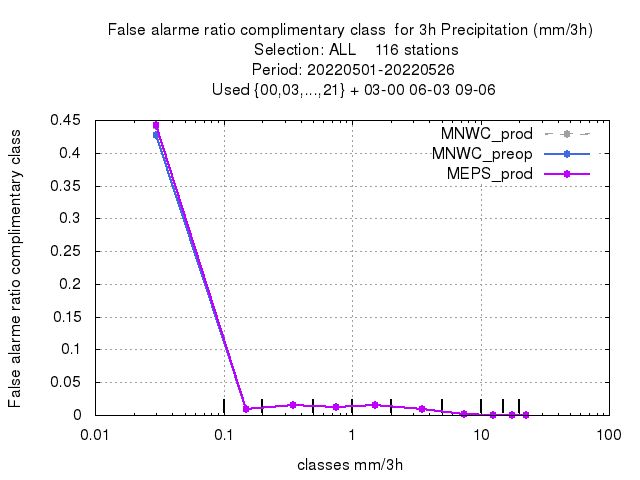 False alarme ratio complimentary class  for 3h Precipitation (mm/3h)
Selection: ALL    116 stations
Period: 20220501-20220526
Used {00,03,...,21} + 03-00 06-03 09-06
False alarme ratio complimentary class
0.45
0.4
0.35
0.3
0.25
0.2
0.15
0.1
0.05
0
MNWC_prod
MNWC_preop
MEPS_prod
0.01 0.1 1 10 100
classes mm/3h